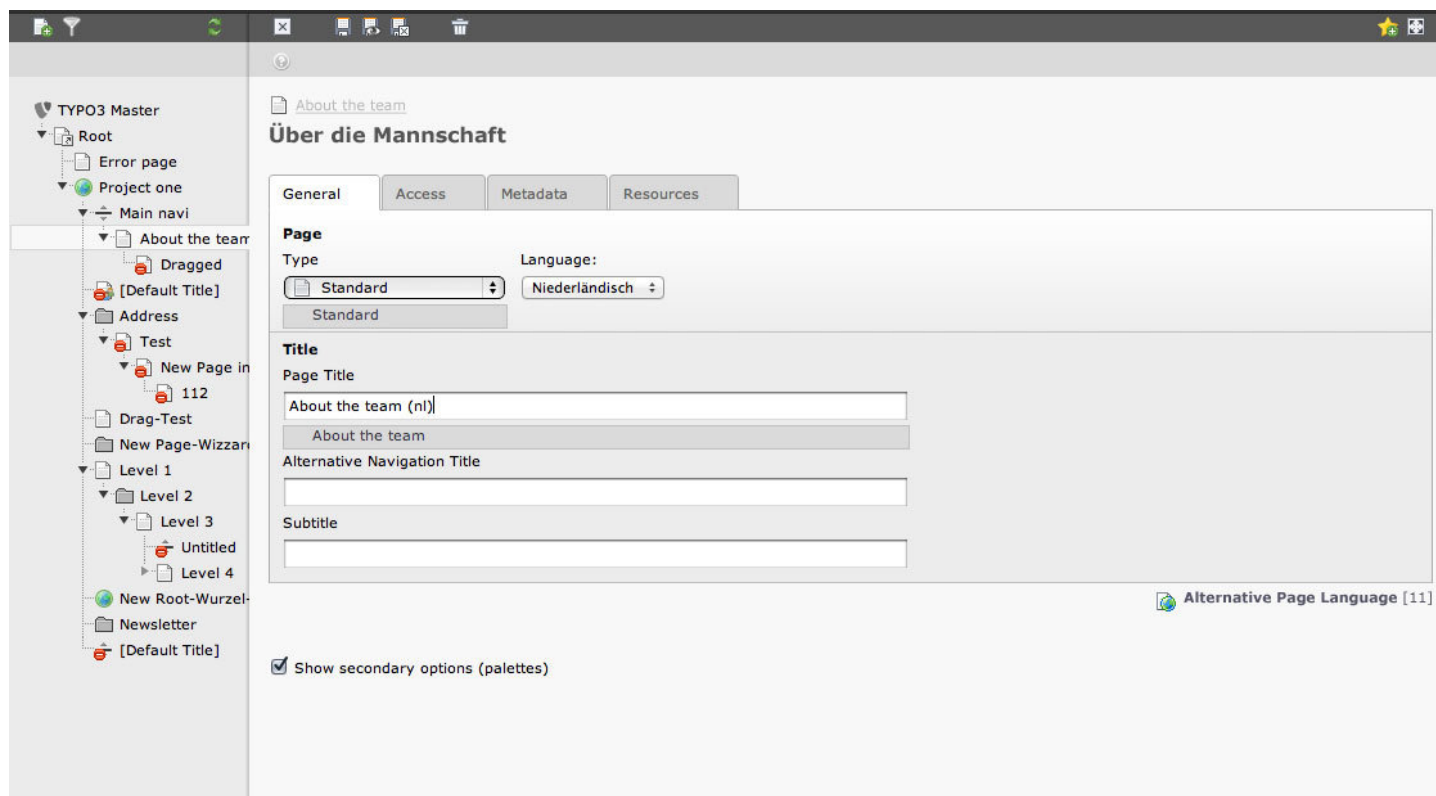 TYPO3 Master
Root
Error page
Project one
Main navi
About the team
Dragged
[Default Title]
Address
Test
New Page in
112
Drag-Test
New Page-Wizzar
Level 1
Level 2
Level 3
Untitled
Level 4
New Root-Wurzel-
Newsletter
[Default Title]
About the team
Über die Mannschaft
General Access Metadata Resources
Page
Type Language:
Standard Niederländisch
Standard
Title
Page Title
About the team (nl)
About the team
Alternative Navigation Title
Subtitle
Alternative Page Language [11]
Show secondary options (palettes)